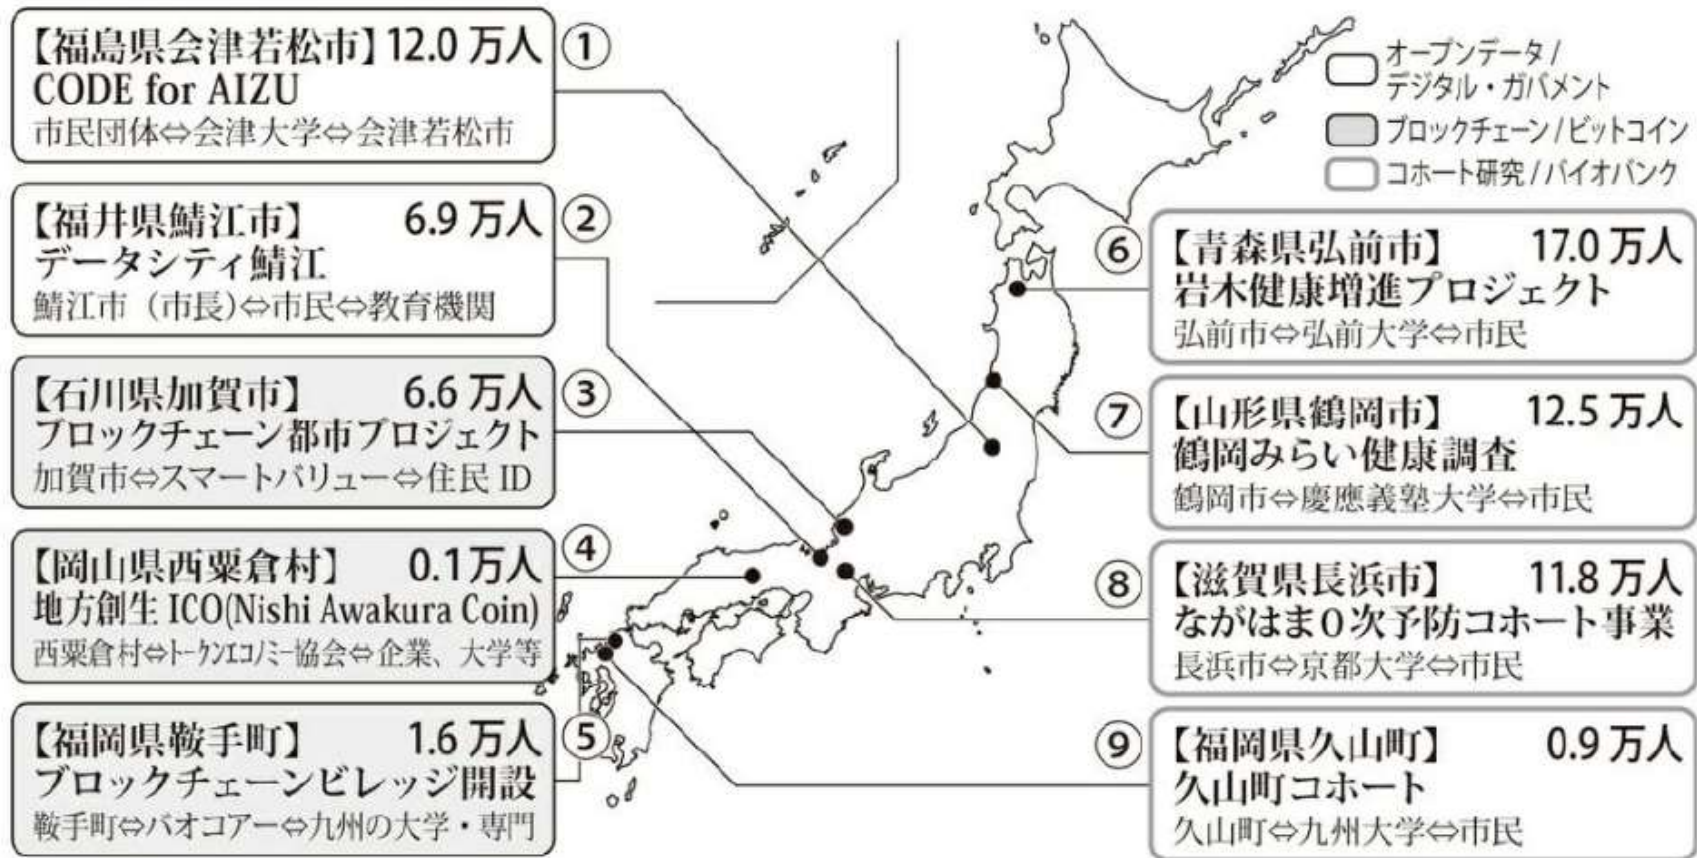 【福島県会津若松市】12.0 万人 ①
CODE for AIZU
市民団体⇔会津大学⇔会津若松市
【福井県鯖江市】 6.9 万人 ②
データシティ鯖江
鯖江市（市長）⇔市民⇔教育機関
【石川県加賀市】 6.6 万人 ③
ブロックチェーン都市プロジェクト
加賀市⇔スマートバリュー⇔住民 ID
【岡山県西粟倉村】 0.1 万人 ④
地方創生 ICO(Nishi Awakura Coin)
西粟倉村⇔トークンエコノミー協会⇔企業、大学等
【福岡県鞍手町】 1.6 万人 ⑤
ブロックチェーンビレッジ開設
鞍手町⇔バオコアー⇔九州の大学・専門
オープンデータ /
デジタル・ガバメント
ブロックチェーン / ビットコイン
コホート研究 / バイオバンク
⑥ 【青森県弘前市】 17.0 万人
岩木健康増進プロジェクト
弘前市⇔弘前大学⇔市民
⑦ 【山形県鶴岡市】 12.5 万人
鶴岡みらい健康調査
鶴岡市⇔慶應義塾大学⇔市民
⑧ 【滋賀県長浜市】 11.8 万人
ながはま0次予防コホート事業
長浜市⇔京都大学⇔市民
⑨ 【福岡県久山町】 0.9 万人
久山町コホート
久山町⇔九州大学⇔市民